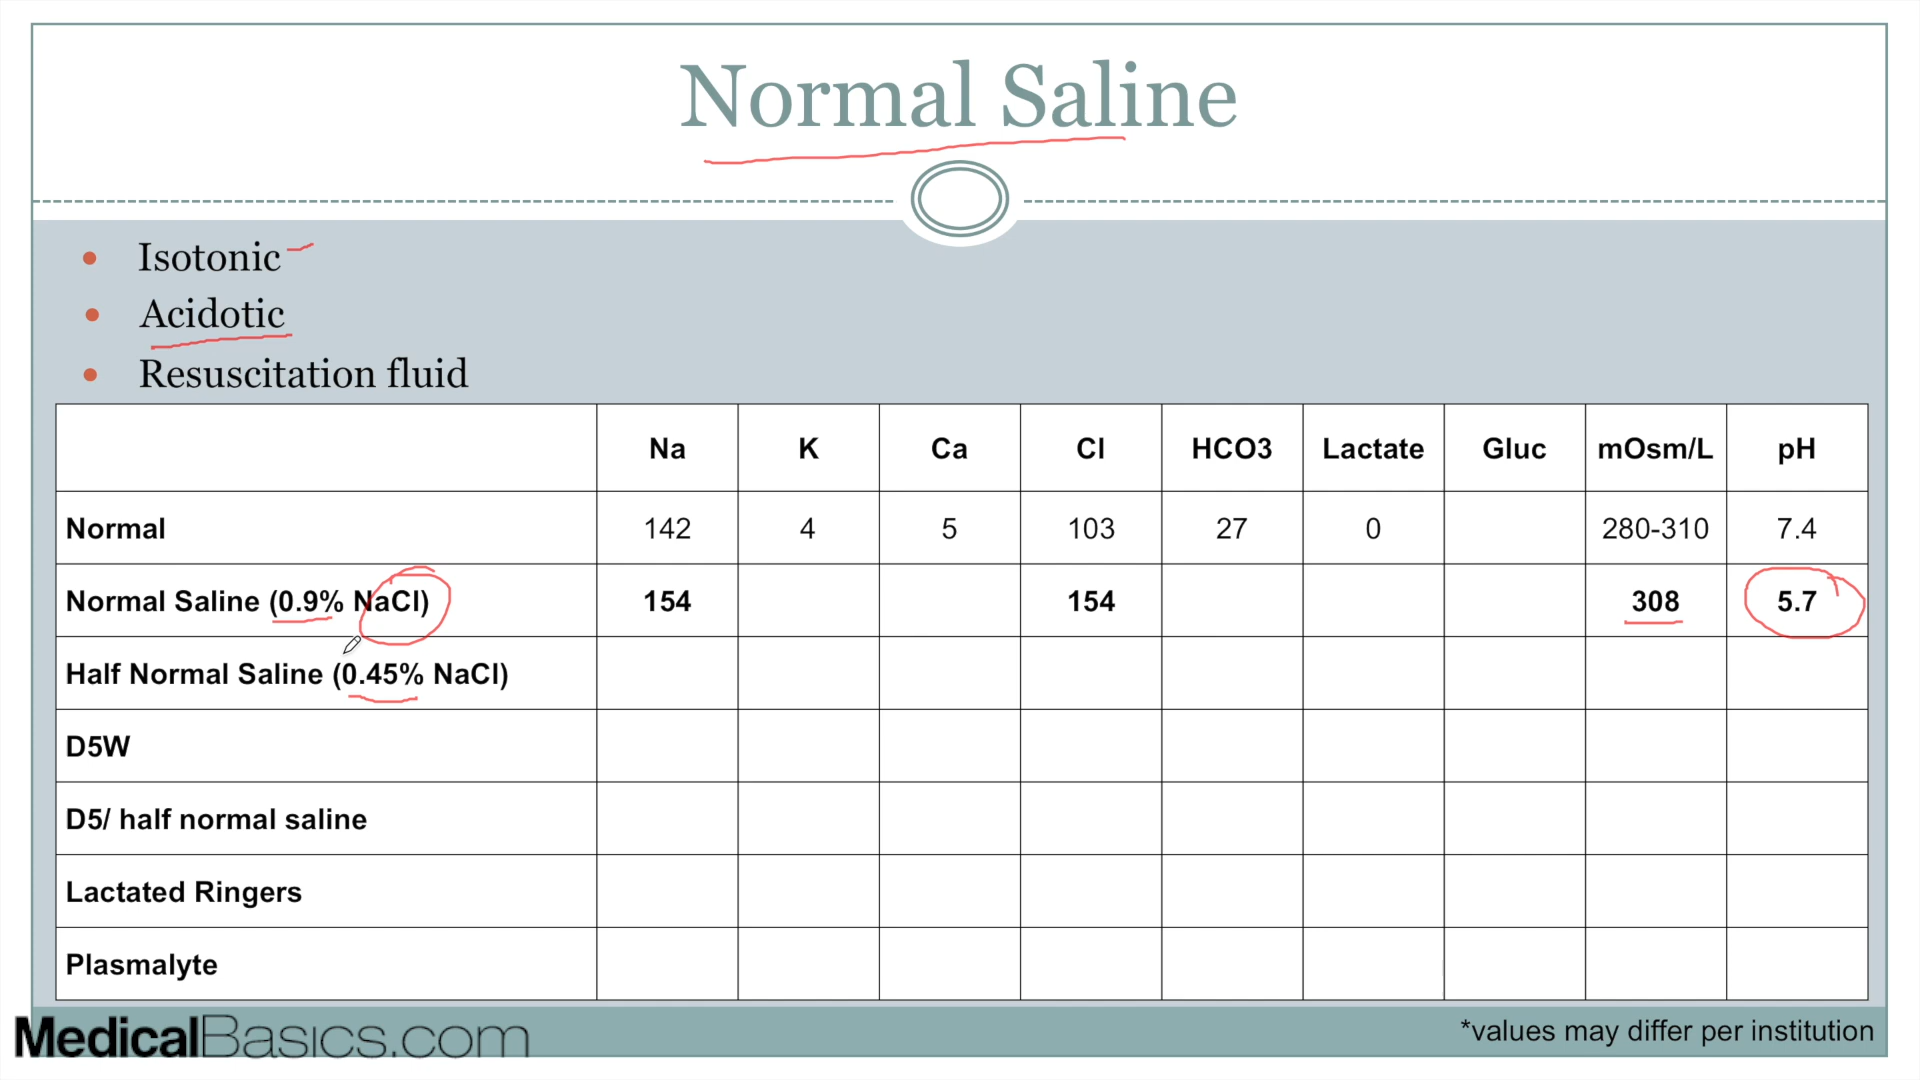 Normal Saline
• Isotonic
• Acidotic
• Resuscitation fluid
Na K Ca Cl HCO3 Lactate Gluc mOsm/L pH
Normal 142 4 5 103 27 0 280-310 7.4
Normal Saline (0.9% NaCl) 154 154 308 5.7
Half Normal Saline (0.45% NaCl)
D5W
D5/ half normal saline
Lactated Ringers
Plasmalyte
MedicalBasics.com
*values may differ per institution